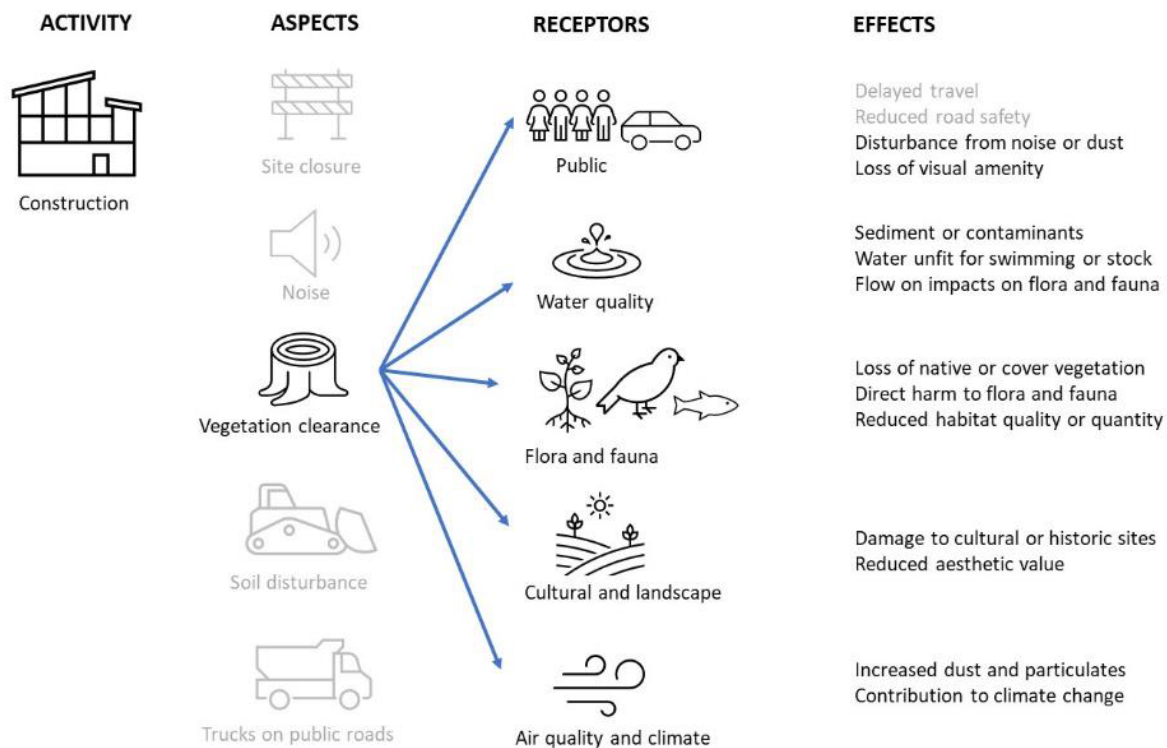 ACTIVITY
ASPECTS
RECEPTORS
EFFECTS
Construction
Site closure
Noise
Vegetation clearance
Soil disturbance
Trucks on public roads
Public
Water quality
Flora and fauna
Cultural and landscape
Air quality and climate
Delayed travel
Reduced road safety
Disturbance from noise or dust
Loss of visual amenity
Sediment or contaminants
Water unfit for swimming or stock
Flow on impacts on flora and fauna
Loss of native or cover vegetation
Direct harm to flora and fauna
Reduced habitat quality or quantity
Damage to cultural or historic sites
Reduced aesthetic value
Increased dust and particulates
Contribution to climate change